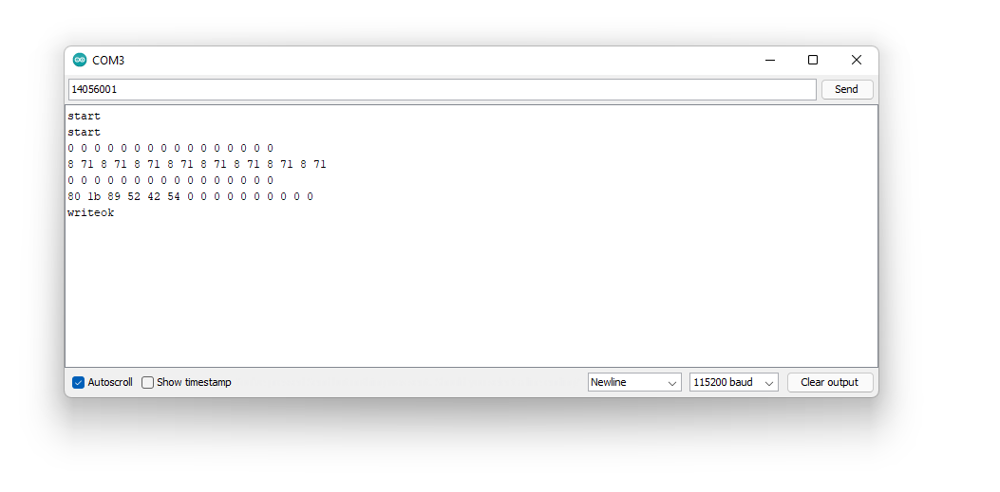 COM3
14056001 Send
start
start
0 0 0 0 0 0 0 0 0 0 0 0 0 0 0 0
8 71 8 71 8 71 8 71 8 71 8 71 8 71 8 71
0 0 0 0 0 0 0 0 0 0 0 0 0 0 0 0
80 1b 89 52 42 54 0 0 0 0 0 0 0 0 0 0
writeok
Autoscroll Show timestamp Newline 115200 baud Clear output